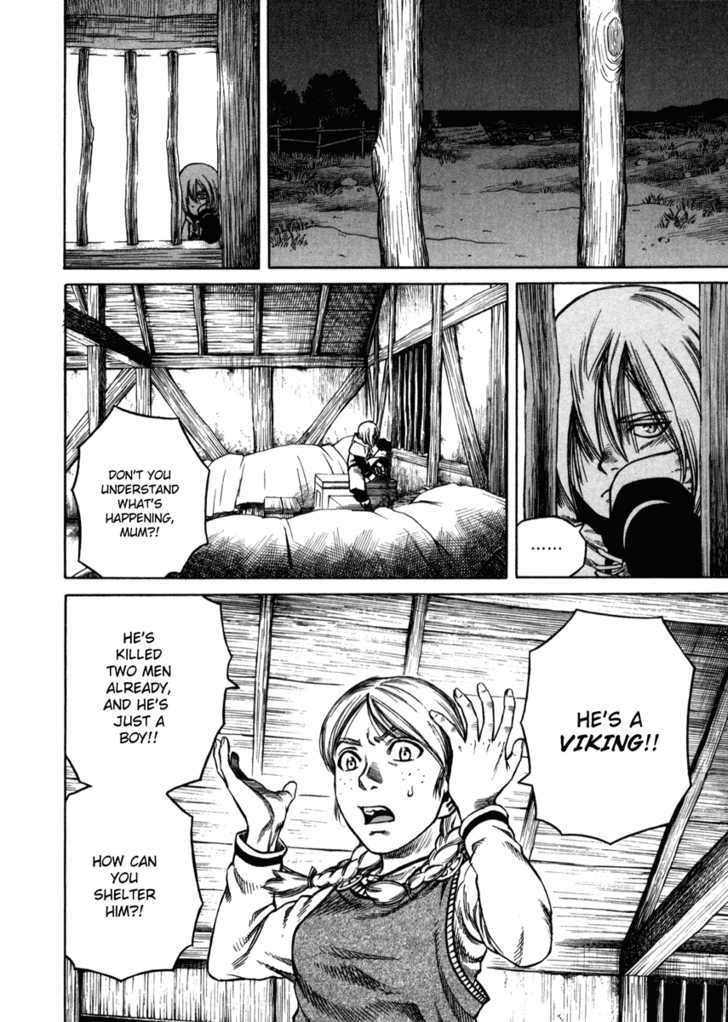 ......
DON'T YOU
UNDERSTAND
WHAT'S
HAPPENING,
MUM?!
HE'S A
VIKING!!
HE'S
KILLED
TWO MEN
ALREADY,
AND HE'S
JUST A
BOY!!
HOW CAN
YOU
SHELTER
HIM?!